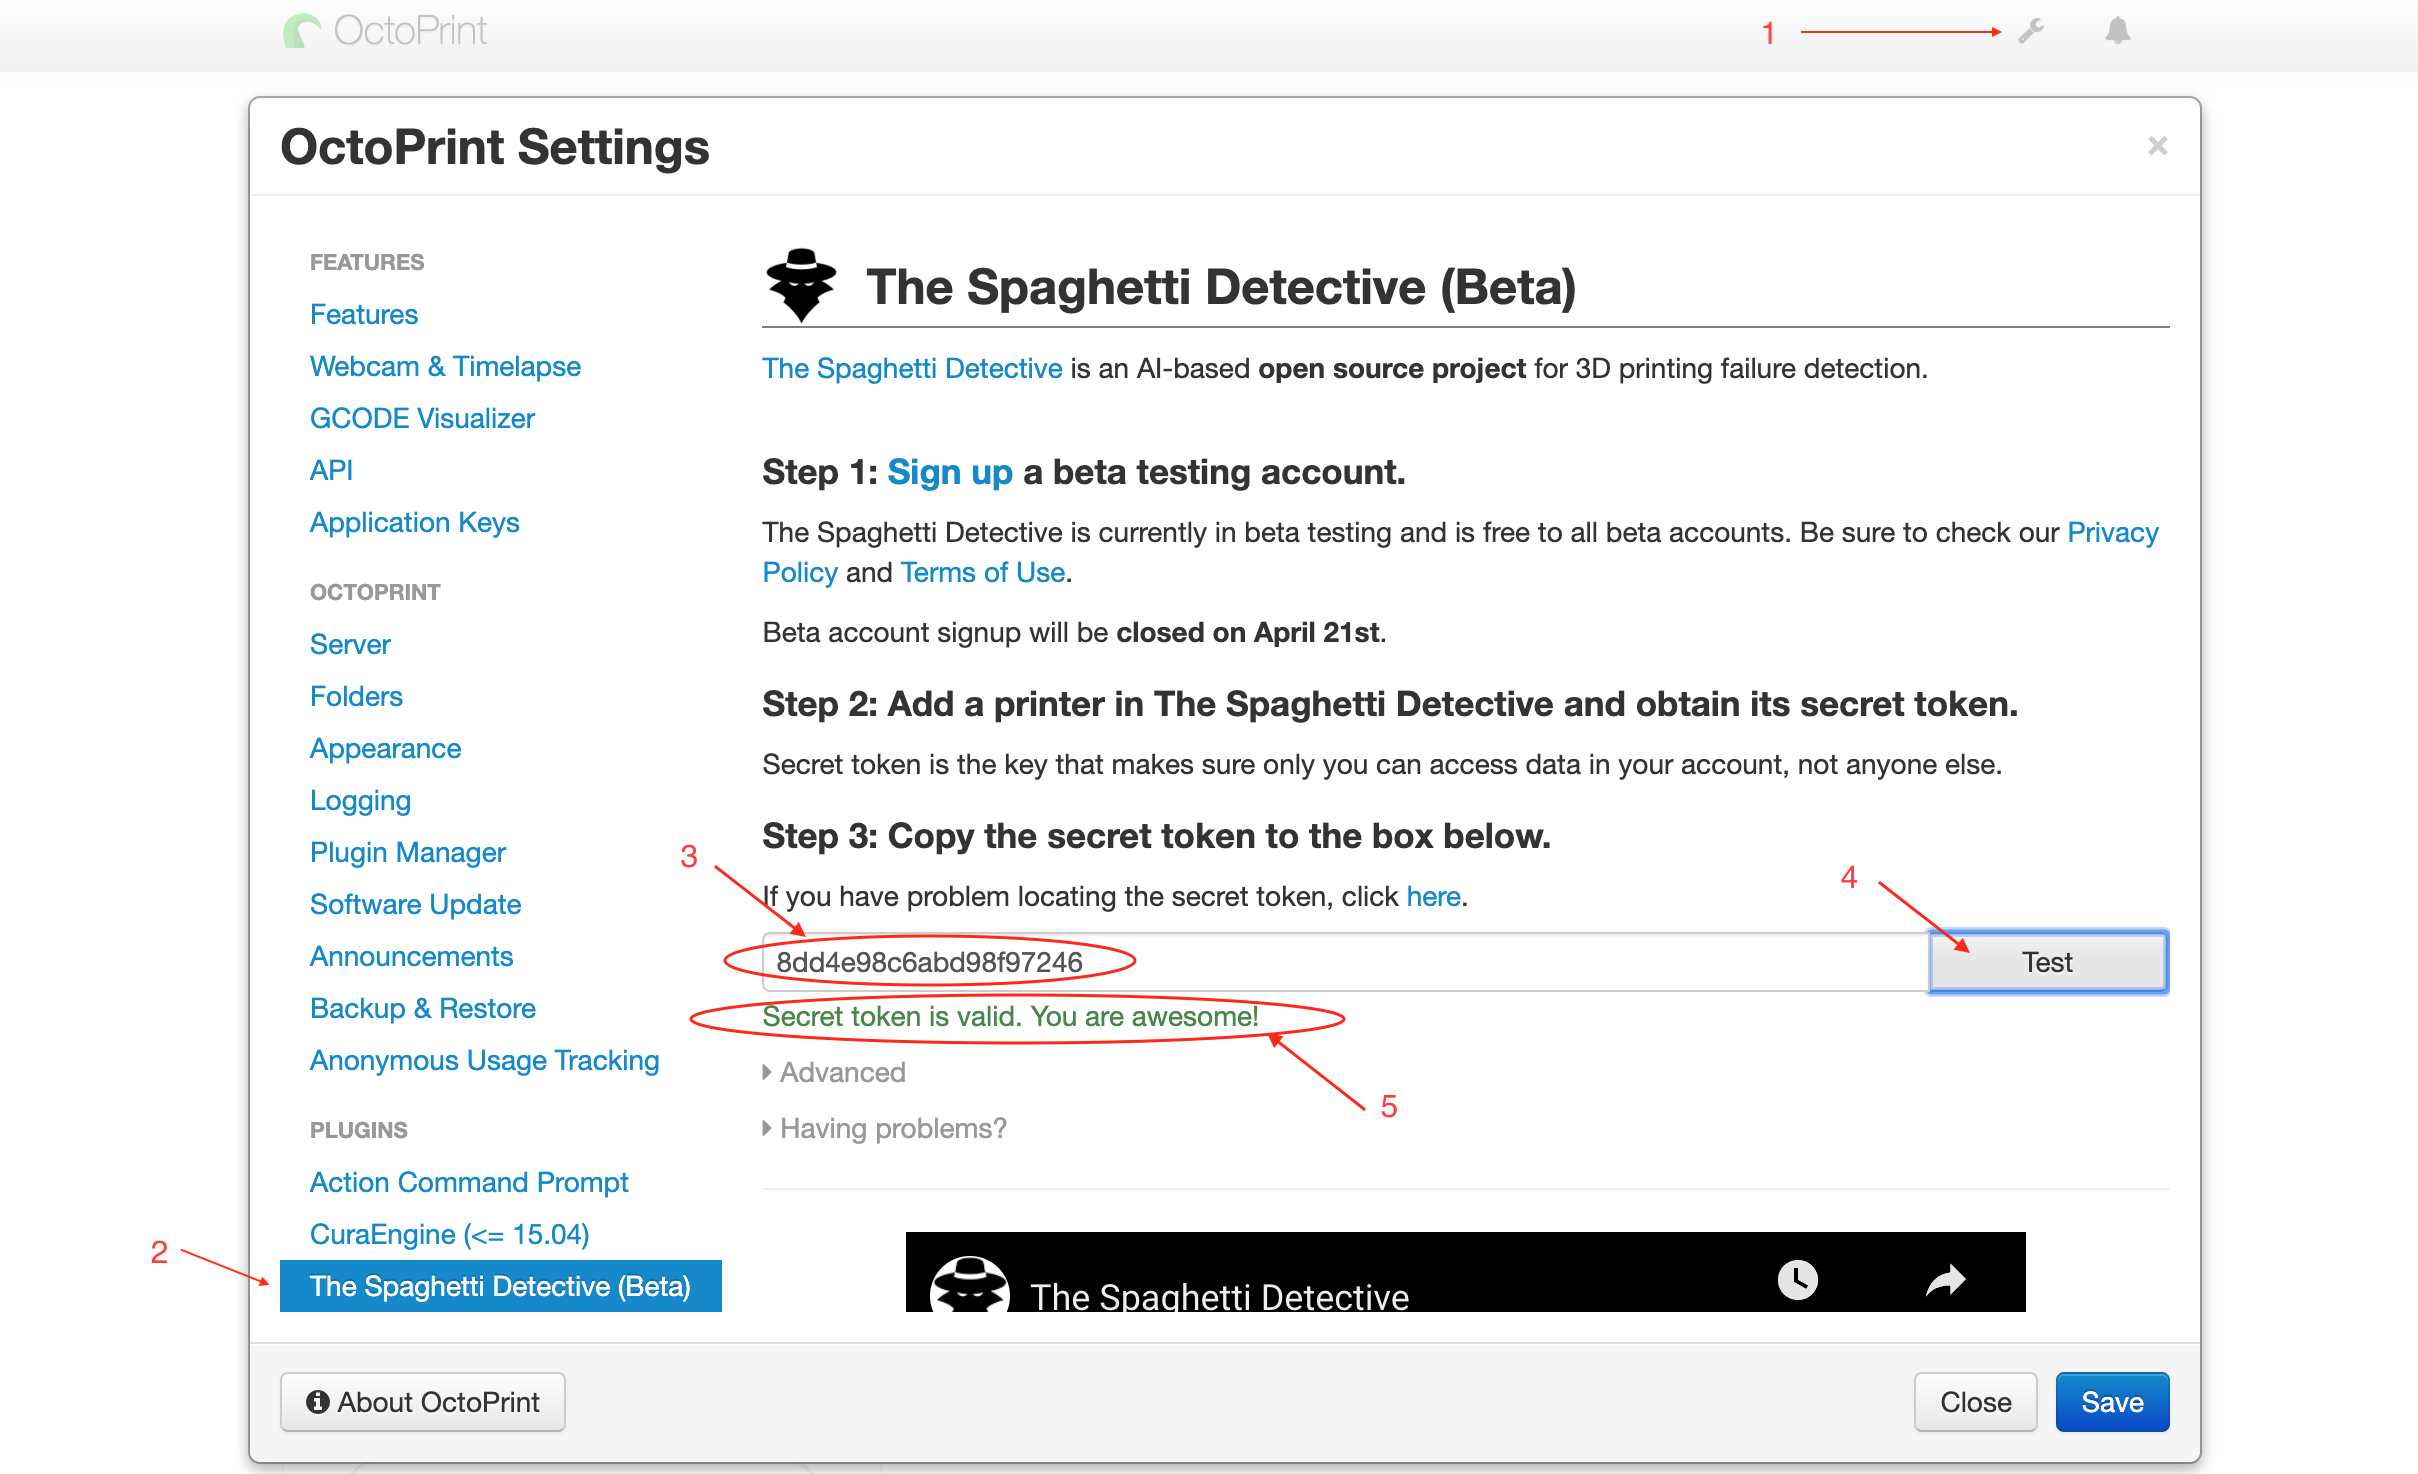 OctoPrint
1
OctoPrint Settings
×
FEATURES
Features
Webcam & Timelapse
GCODE Visualizer
API
Application Keys
OCTOPRINT
Server
Folders
Appearance
Logging
Plugin Manager
Software Update
Announcements
Backup & Restore
Anonymous Usage Tracking
PLUGINS
Action Command Prompt
CuraEngine (<= 15.04)
2
The Spaghetti Detective (Beta)
The Spaghetti Detective (Beta)
The Spaghetti Detective is an AI-based open source project for 3D printing failure detection.
Step 1: Sign up a beta testing account.
The Spaghetti Detective is currently in beta testing and is free to all beta accounts. Be sure to check our Privacy
Policy and Terms of Use.
Beta account signup will be closed on April 21st.
Step 2: Add a printer in The Spaghetti Detective and obtain its secret token.
Secret token is the key that makes sure only you can access data in your account, not anyone else.
Step 3: Copy the secret token to the box below.
3
4
If you have problem locating the secret token, click here.
8dd4e98c6abd98f97246
Test
Secret token is valid. You are awesome!
Advanced
5
Having problems?
The Spaghetti Detective
About OctoPrint
Close
Save